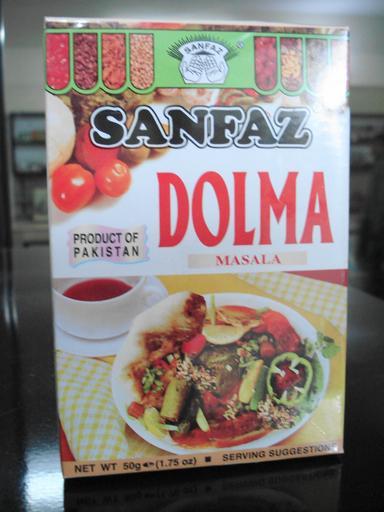 SANFAZ
SANFAZ
DOLMA
MASALA
PRODUCT OF
PAKISTAN
NET WT 50g (1.75 oz) ■ SERVING SUGGESTION